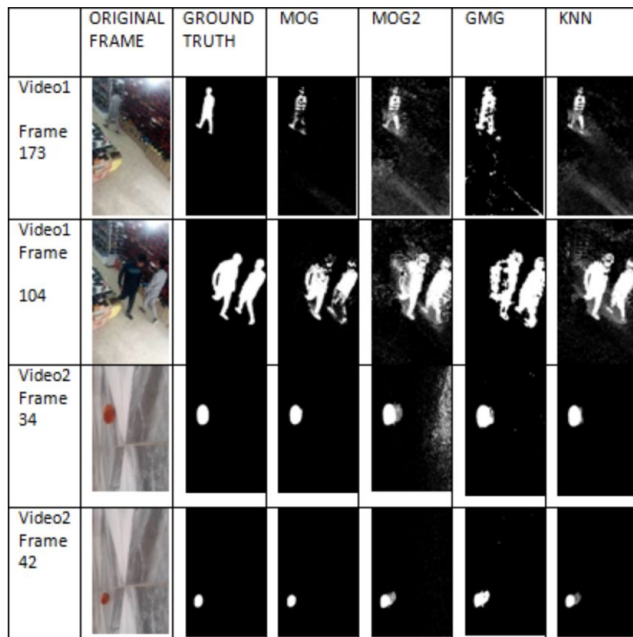 ORIGINAL
FRAME
GROUND
TRUTH
MOG
MOG2
GMG
KNN
Video1
Frame
173
Video1
Frame
104
Video2
Frame
34
Video2
Frame
42